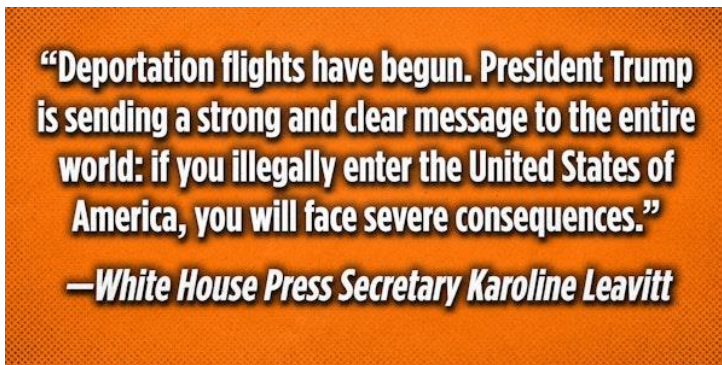 “Deportation flights have begun. President Trump
is sending a strong and clear message to the entire
world: if you illegally enter the United States of
America, you will face severe consequences.”
—White House Press Secretary Karoline Leavitt